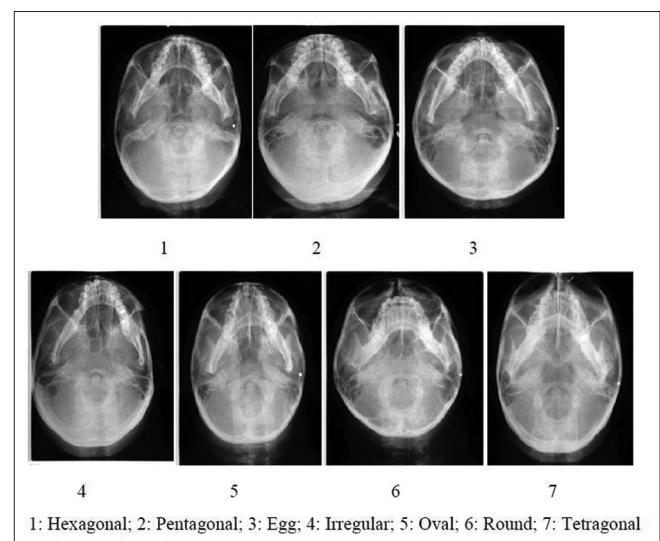 1 2 3
4 5 6 7
1: Hexagonal; 2: Pentagonal; 3: Egg; 4: Irregular; 5: Oval; 6: Round; 7: Tetragonal